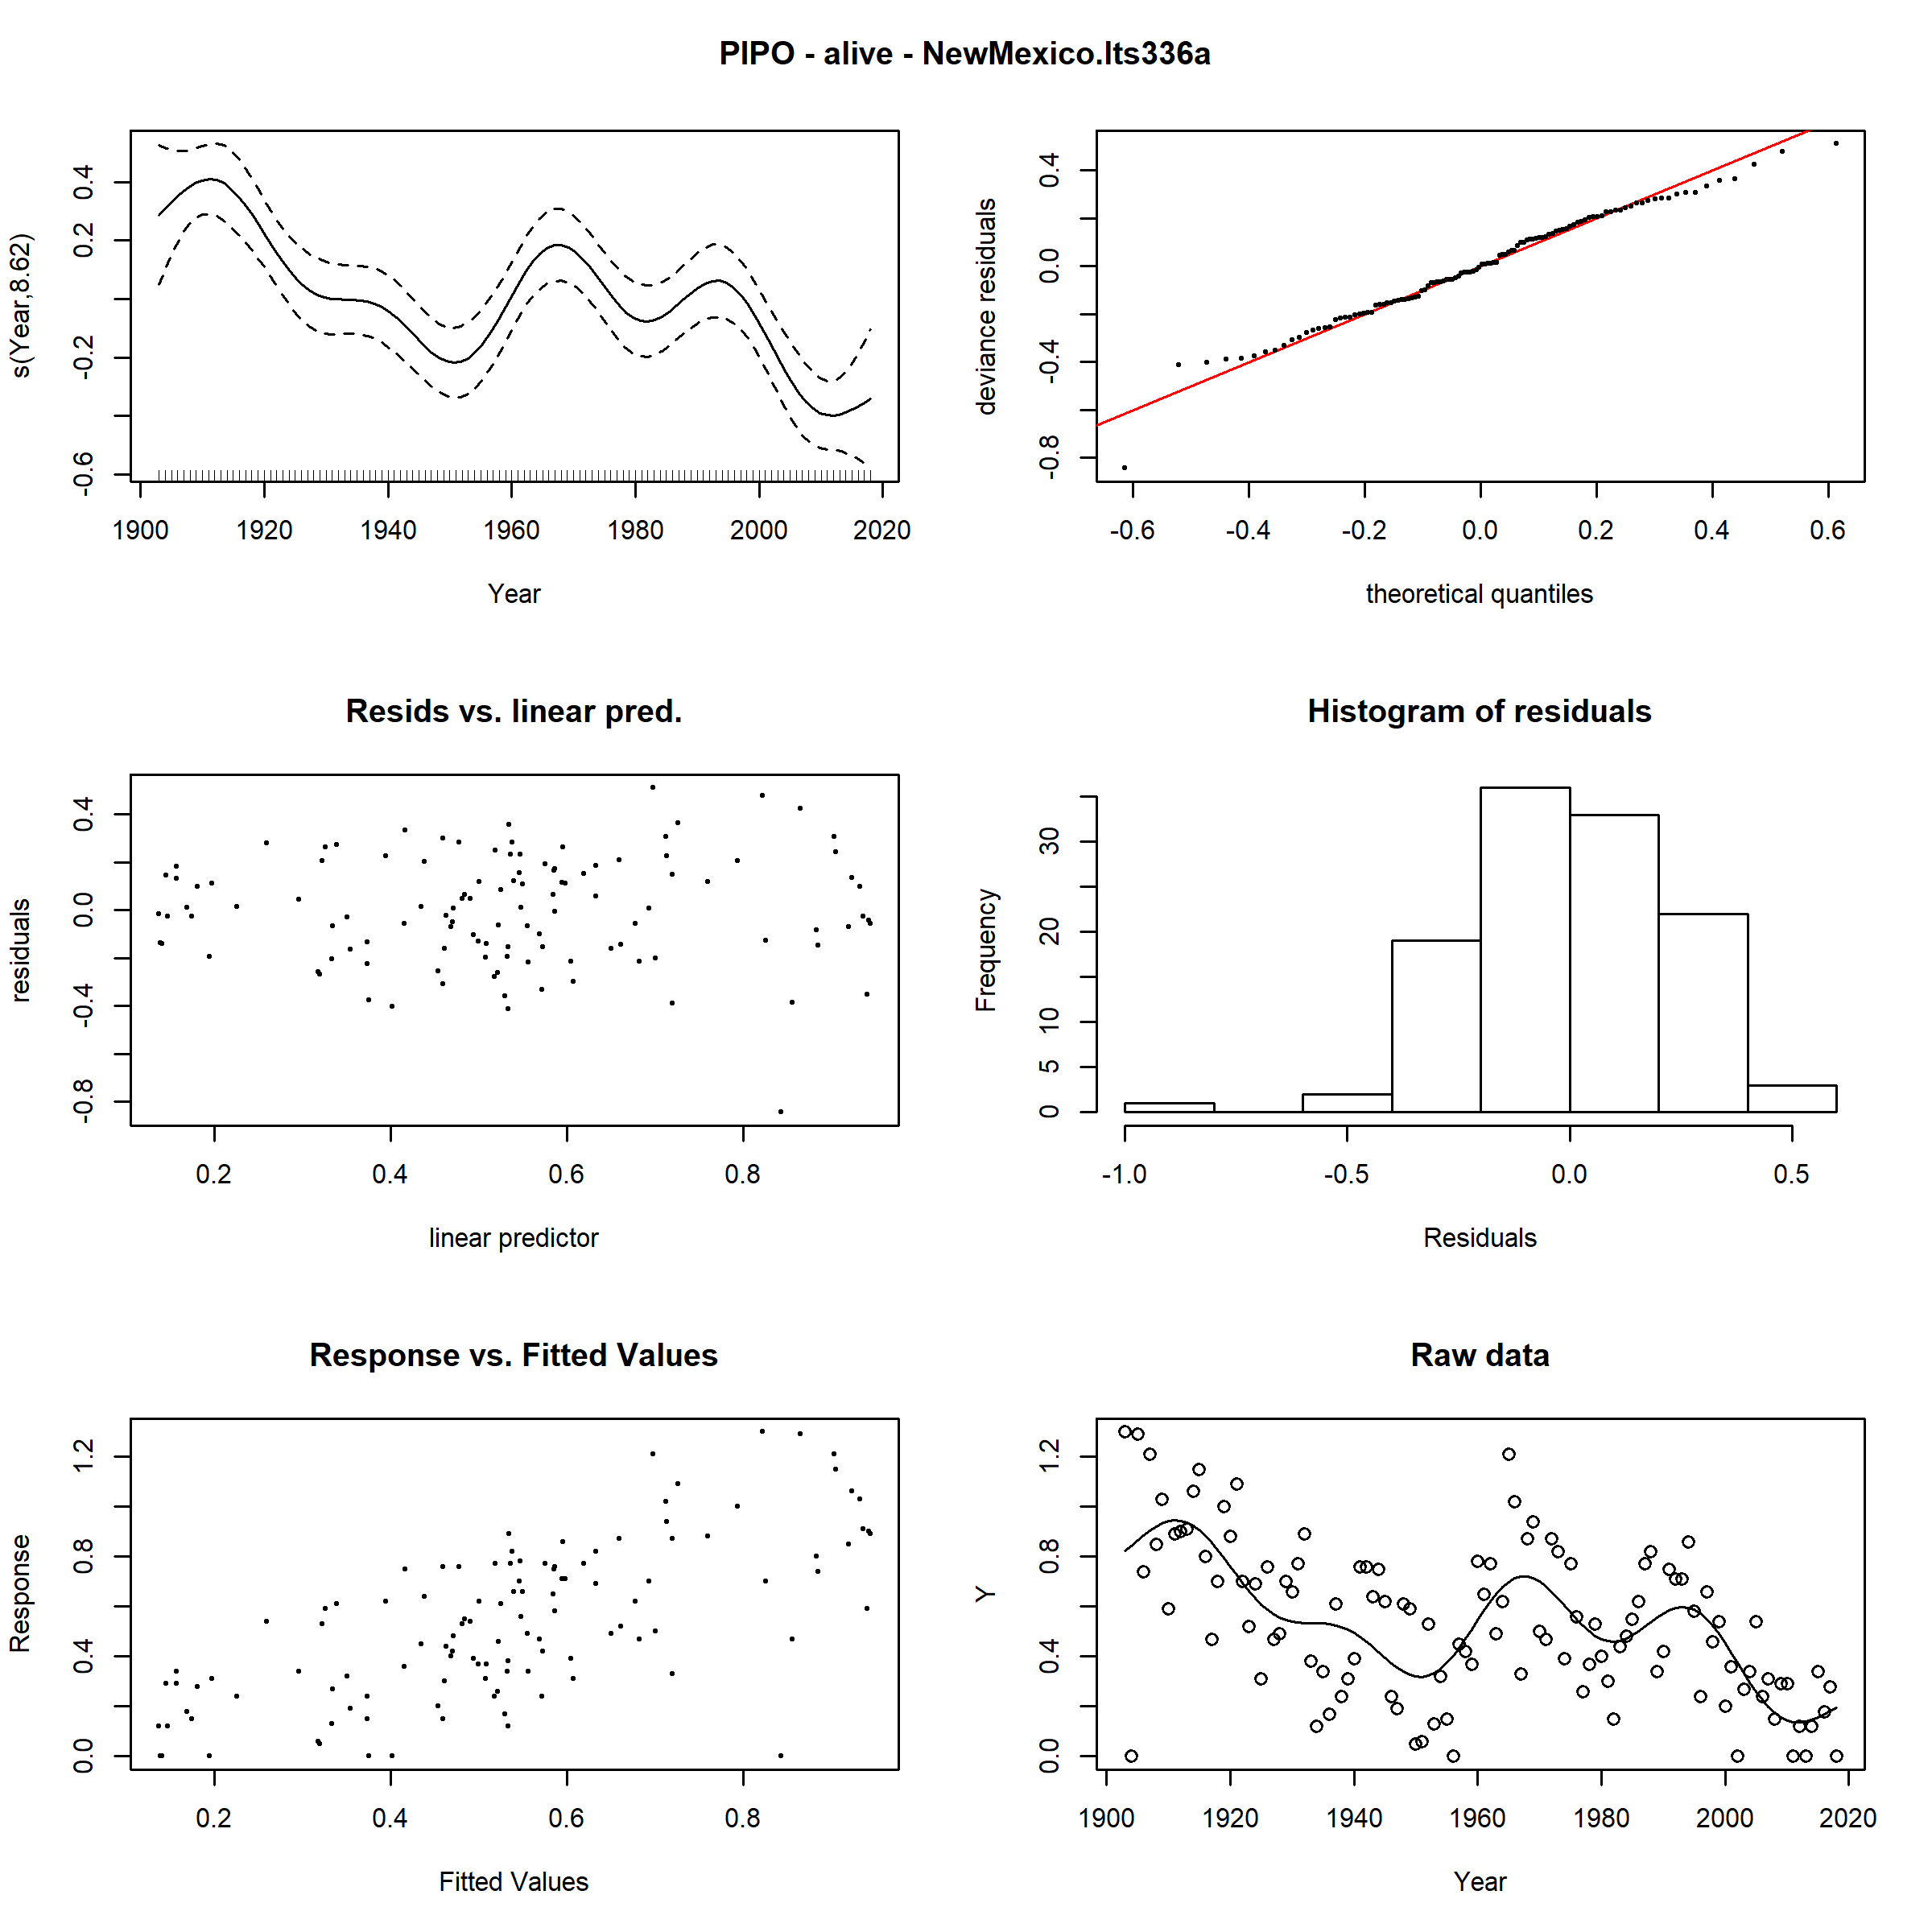 PIPO - alive - NewMexico.lts336a
s(Year,8.62)
0.4
0.2
-0.2
-0.6
1900 1920 1940 1960 1980 2000 2020
Year
deviance residuals
0.4
0.0
-0.4
-0.8
-0.6 -0.4 -0.2 0.0 0.2 0.4 0.6
theoretical quantiles
Resids vs. linear pred.
residuals
0.4
0.0
-0.4
-0.8
0.2 0.4 0.6 0.8
linear predictor
Histogram of residuals
Frequency
30
20
10
5
0
-1.0 -0.5 0.0 0.5
Residuals
Response vs. Fitted Values
Response
1.2
0.8
0.4
0.0
0.2 0.4 0.6 0.8
Fitted Values
Raw data
Y
1.2
0.8
0.4
0.0
1900 1920 1940 1960 1980 2000 2020
Year